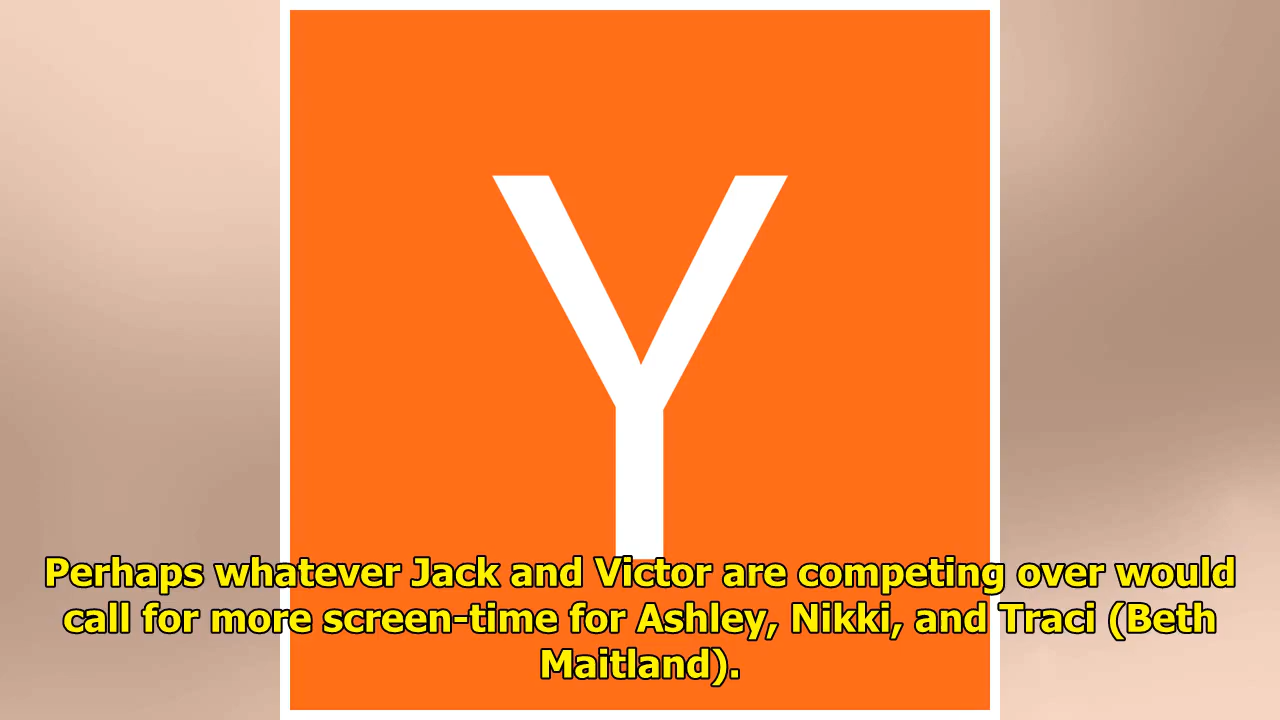 Y
Perhaps whatever Jack and Victor are competing over would
call for more screen-time for Ashley, Nikki, and Traci (Beth
Maitland).